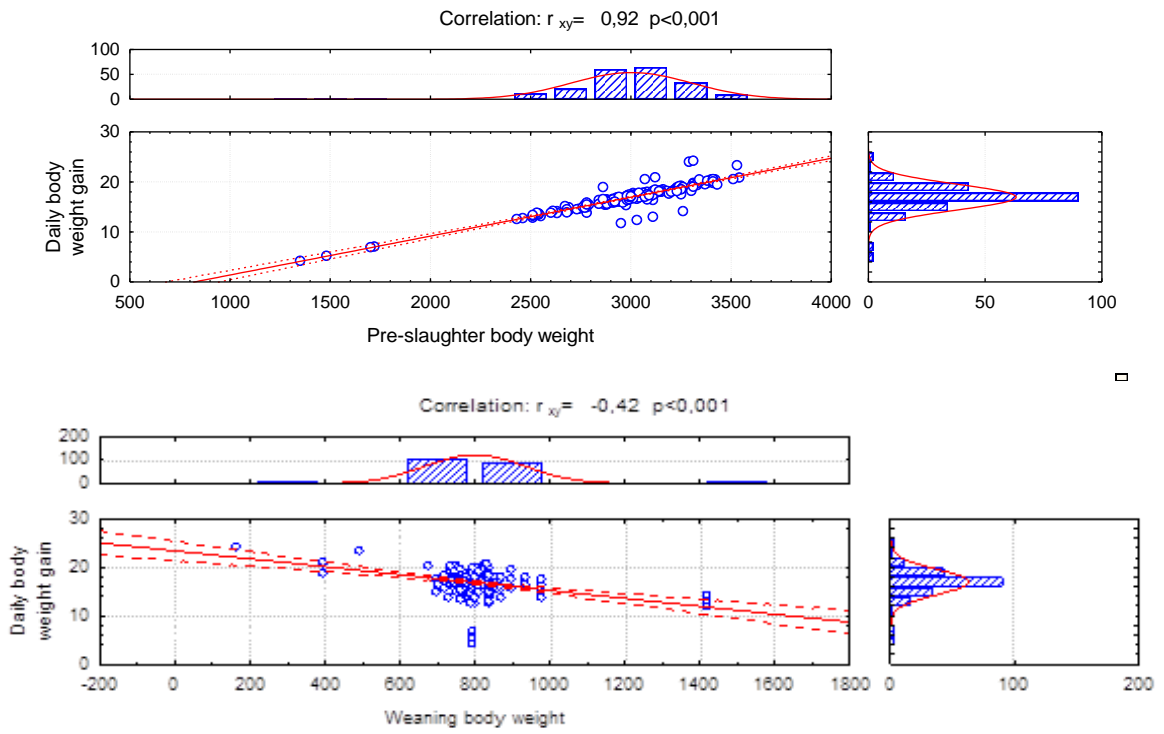 Correlation: r xy= 0,92 p<0,001
100
50
0
30
20
10
0
Daily body
weight gain
500 1000 1500 2000 2500 3000 3500 4000
0 50 100
Pre-slaughter body weight
Correlation: r xy= -0,42 p<0,001
200
100
0
30
20
10
0
Daily body
weight gain
-200 0 200 400 600 800 1000 1200 1400 1600 1800
0 100 200
Weaning body weight